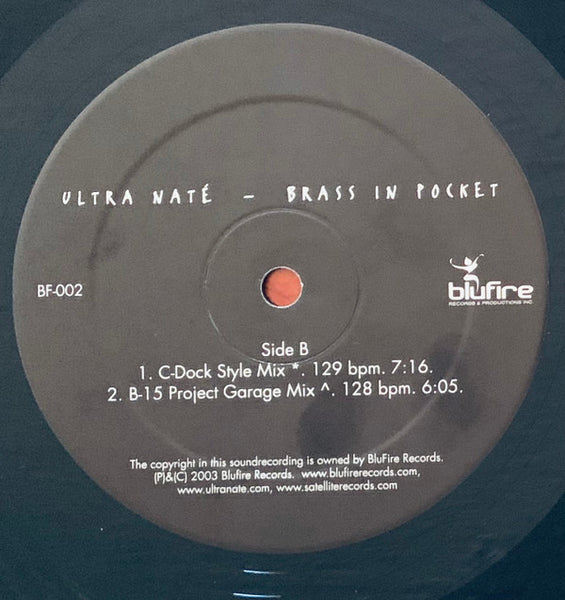 ULTRA NATÉ - BRASS IN POCKET
BF-002
blufire
RECORDS & PRODUCTIONS INC
Side B
1. C-Dock Style Mix *. 129 bpm. 7:16.
2. B-15 Project Garage Mix ^. 128 bpm. 6:05.
The copyright in this soundrecording is owned by BluFire Records.
(P)&(C) 2003 Blufire Records. www.blufirerecords.com,
www.ultranate.com, www.satelliterecords.com